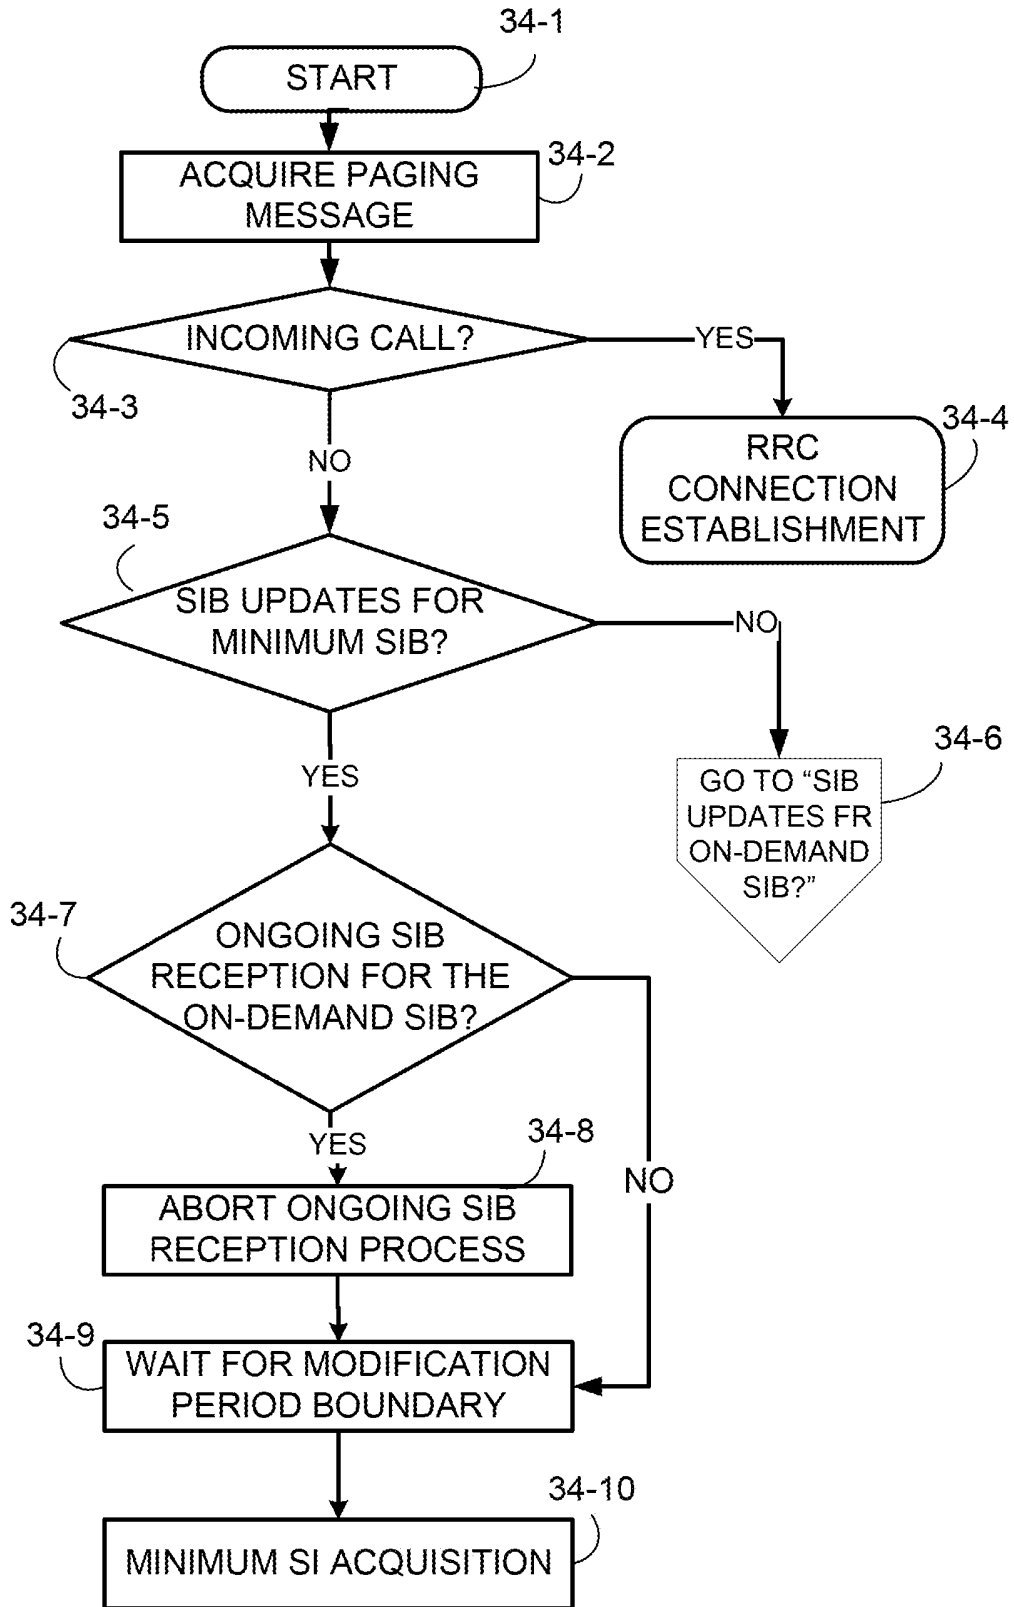 34-1
START
34-2
ACQUIRE PAGING
MESSAGE
INCOMING CALL?
YES
34-3
34-4
RRC
CONNECTION
ESTABLISHMENT
NO
34-5
SIB UPDATES FOR
MINIMUM SIB?
NO
34-6
GO TO “SIB
UPDATES FR
ON-DEMAND
SIB?”
YES
34-7
ONGOING SIB
RECEPTION FOR THE
ON-DEMAND SIB?
YES
NO
34-8
ABORT ONGOING SIB
RECEPTION PROCESS
34-9
WAIT FOR MODIFICATION
PERIOD BOUNDARY
34-10
MINIMUM SI ACQUISITION